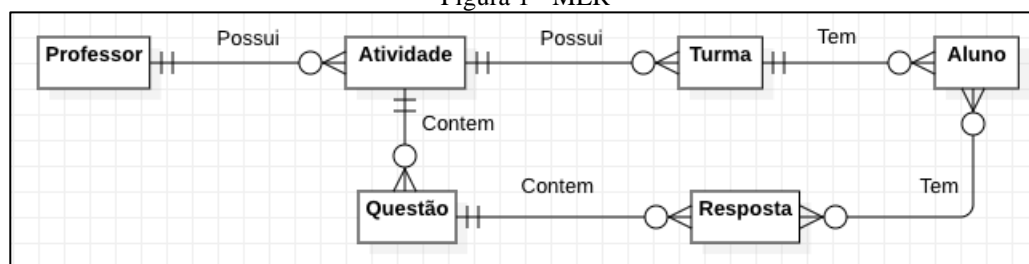 Figura 1 - MER
Possui
Possui
Tem
Professor
Atividade
Turma
Aluno
Contem
Contem
Tem
Questão
Resposta